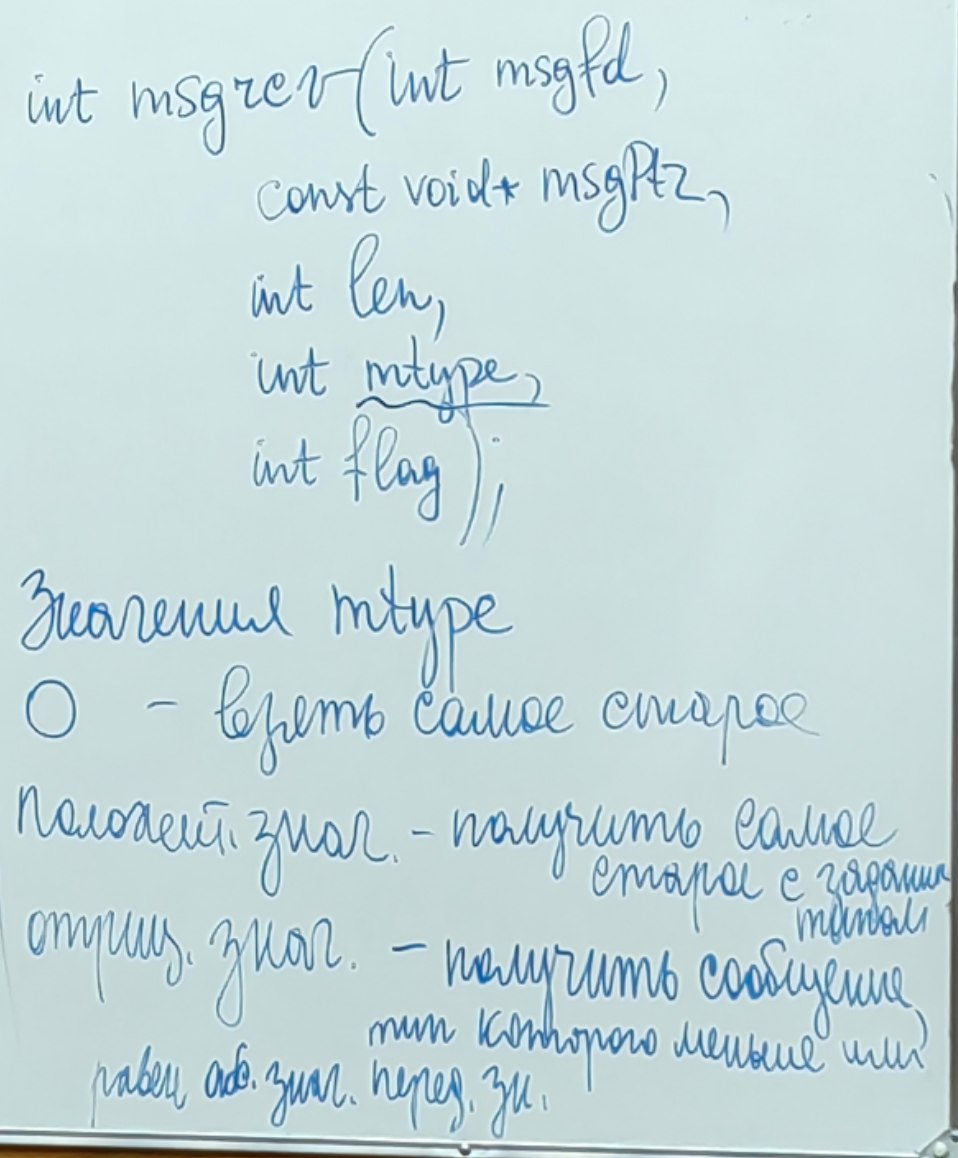 int msgrcv(int msgfd,
const void* msgPtr,
int len,
int mtype,
int flag);
Значения mtype
0 - взять самое старое
Положит. знач. - получить самое
старое с заданным
типом
отриц. знач. - получить сообщение,
тип которого меньше или
равен абс. знач. перед. зн.